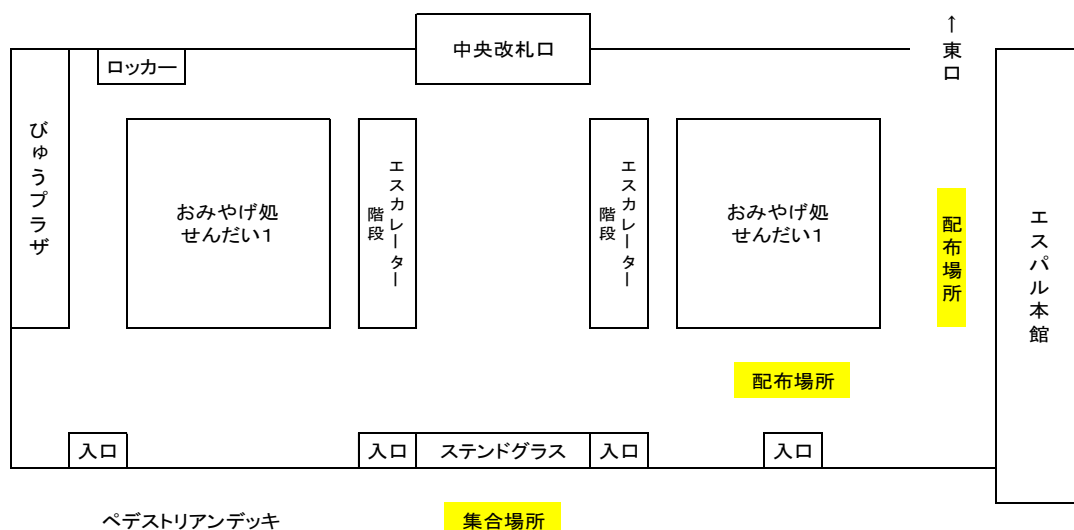 中央改札口
↑東口
ロッカー
びゅうプラザ
おみやげ処
せんだい1
エスカレーター
階段
エスカレーター
階段
おみやげ処
せんだい1
配布場所
エスパル本館
配布場所
入口
入口
ステンドグラス
入口
入口
ペデストリアンデッキ
集合場所